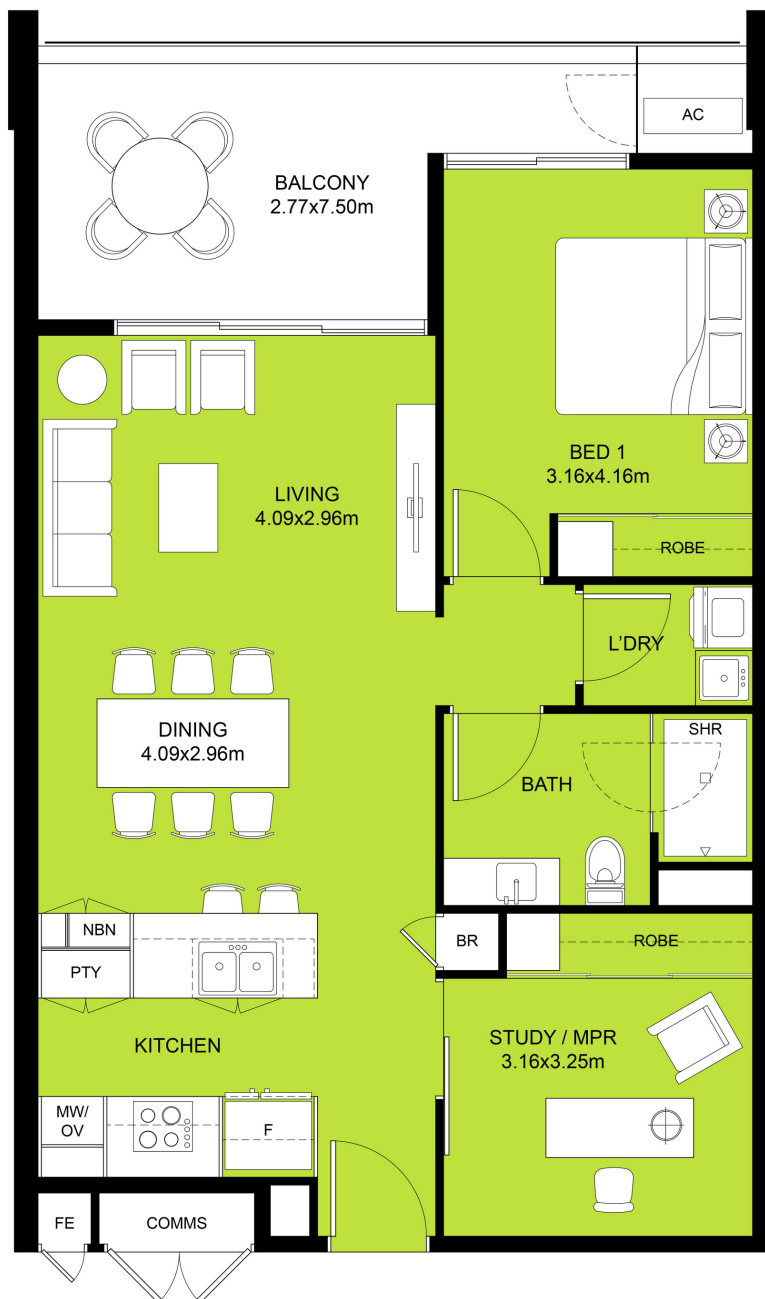 AC
BALCONY
2.77x7.50m
BED 1
3.16x4.16m
LIVING
4.09x2.96m
ROBE
L'DRY
DINING
4.09x2.96m
SHR
BATH
NBN
PTY
BR
ROBE
KITCHEN
STUDY / MPR
3.16x3.25m
MW/
OV
F
FE
COMMS